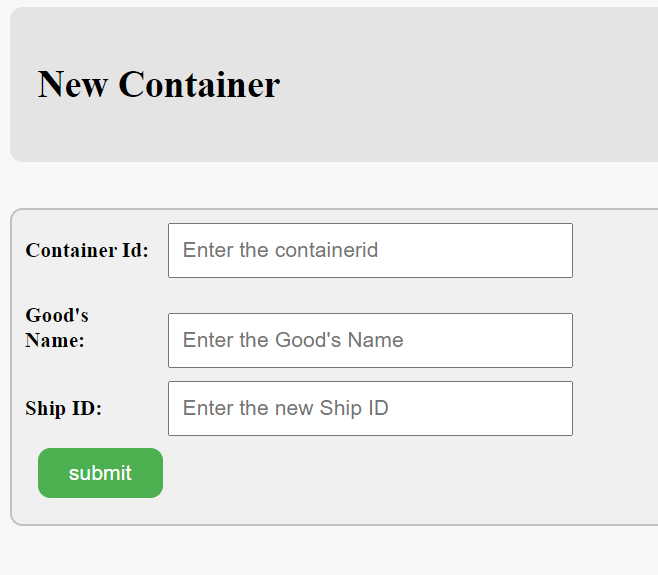 New Container
Container Id: Enter the containerid
Good's
Name: Enter the Good's Name
Ship ID: Enter the new Ship ID
submit